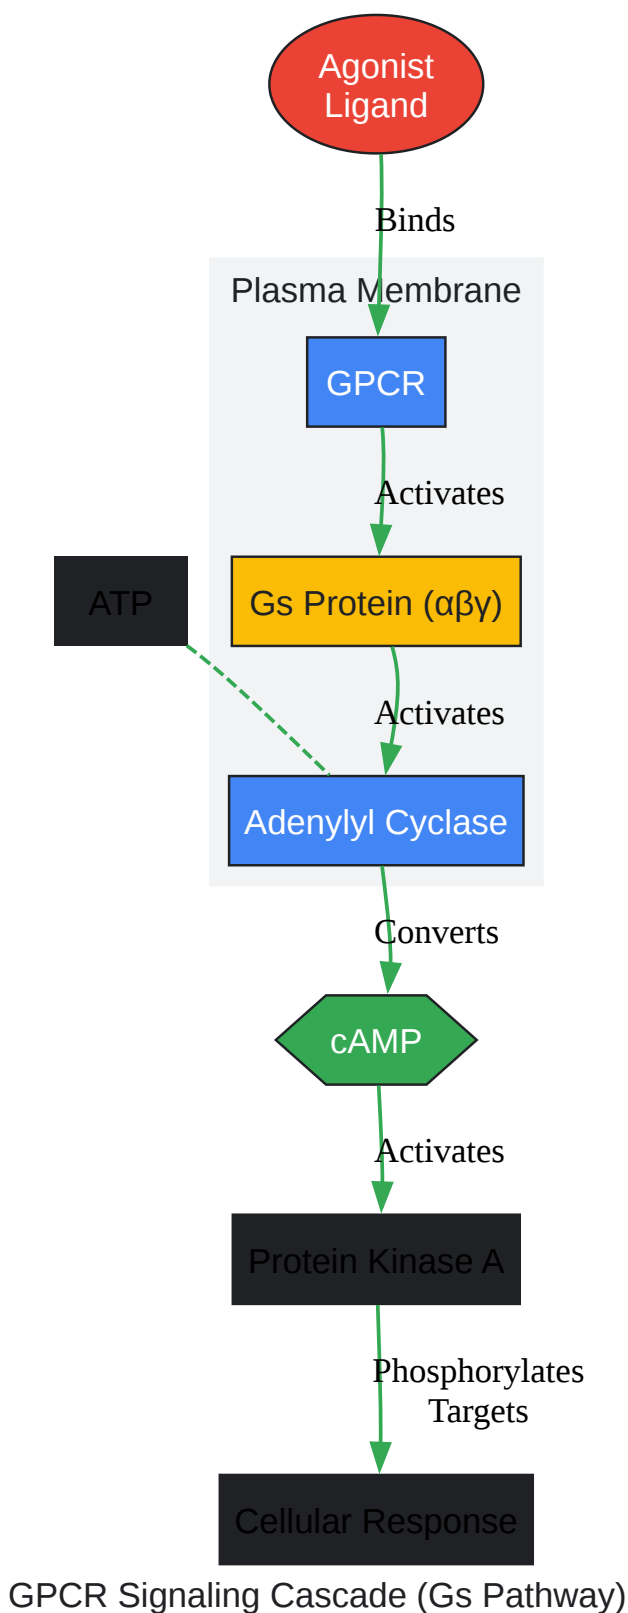 Agonist
Ligand
Binds
Plasma Membrane
GPCR
Activates
ATP
Gs Protein (αβγ)
Activates
Adenylyl Cyclase
Converts
cAMP
Activates
Protein Kinase A
Phosphorylates
Targets
Cellular Response
GPCR Signaling Cascade (Gs Pathway)